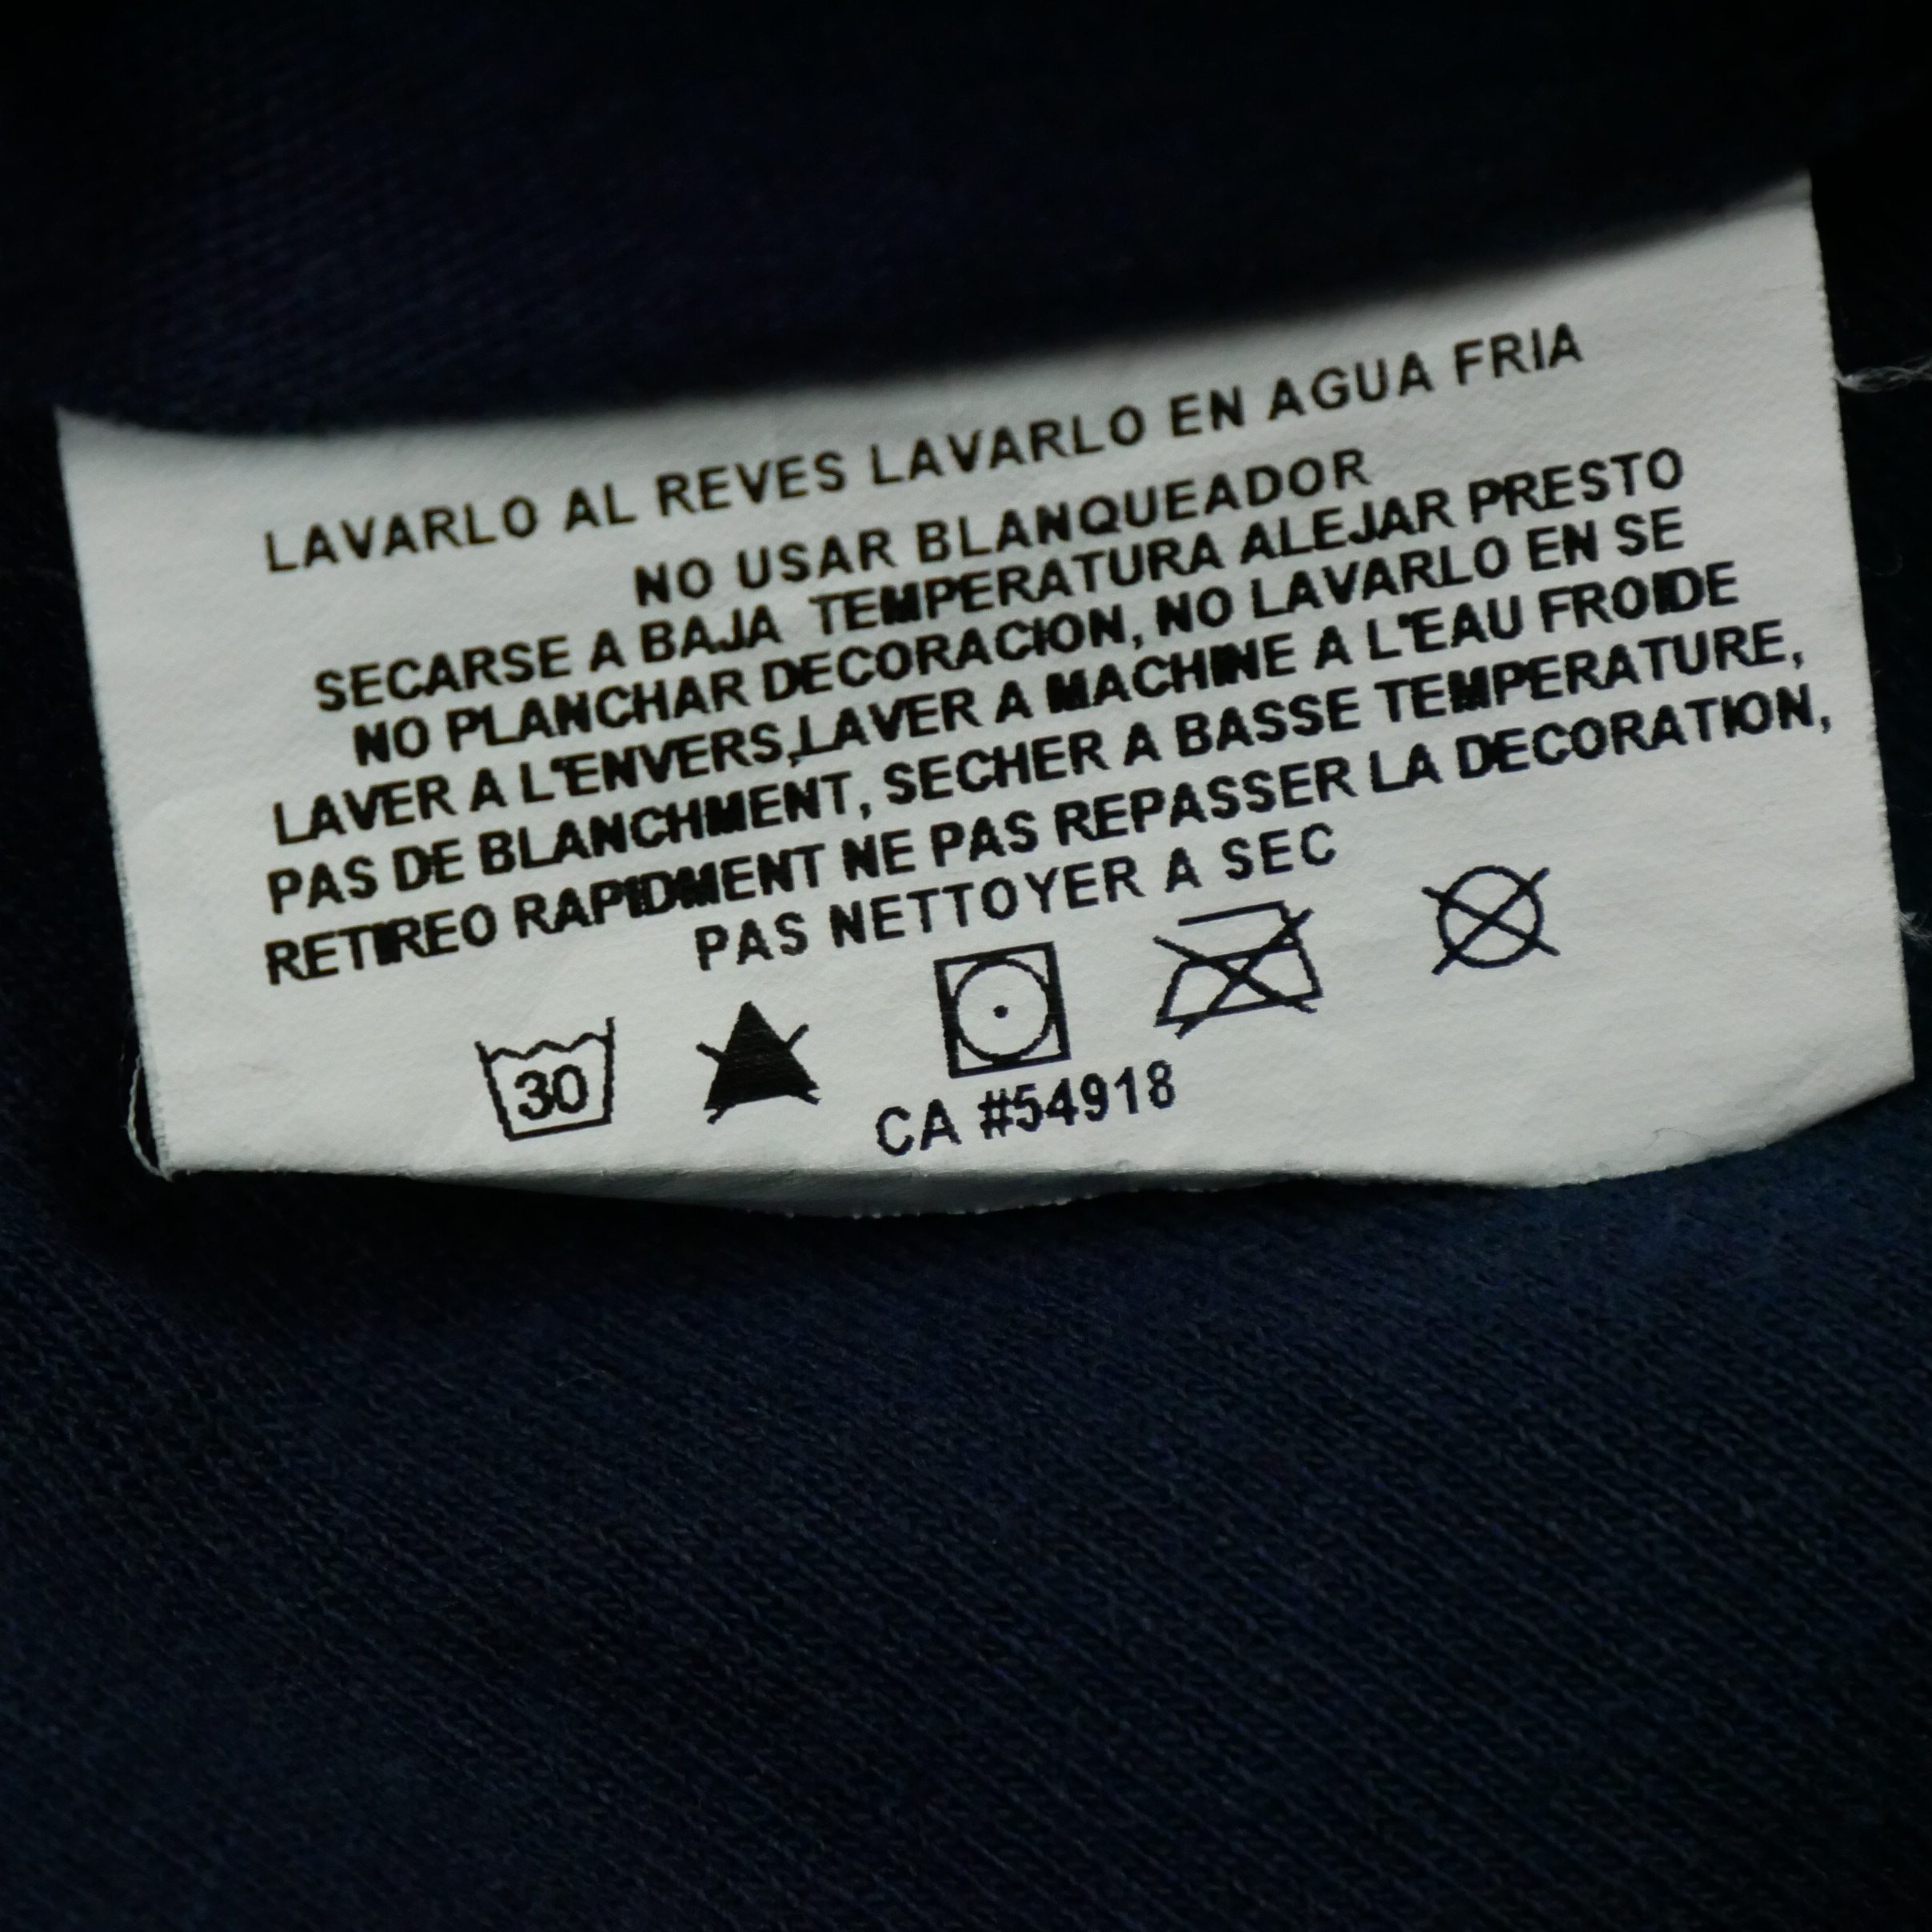 LAVARLO AL REVES LAVARLO EN AGUA FRIA
NO USAR BLANQUEADOR
SECARSE A BAJA TEMPERATURA ALEJAR PRESTO
NO PLANCHAR DECORACION, NO LAVARLO EN SE
LAVER A L'ENVERS,LAVER A MACHINE A L'EAU FROIDE
PAS DE BLANCHMENT, SECHER A BASSE TEMPERATURE,
RETIREO RAPIDMENT NE PAS REPASSER LA DECORATION,
PAS NETTOYER A SEC
30
CA #54918